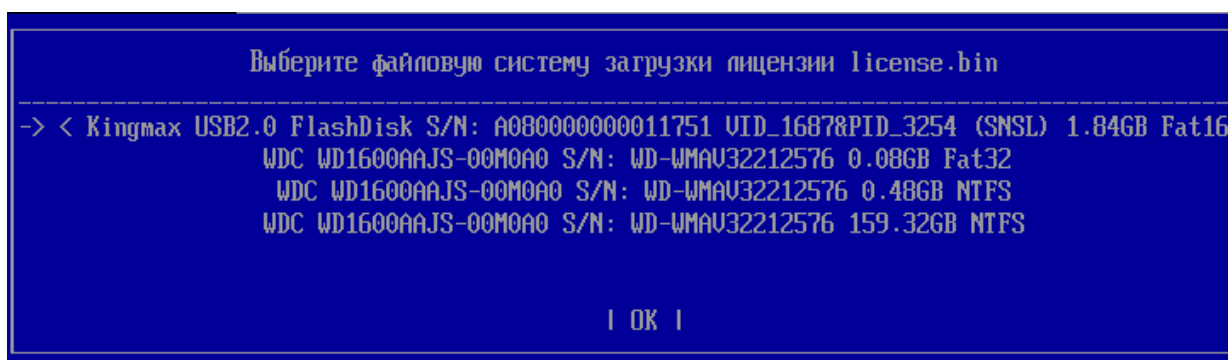 Выберите файловую систему загрузки лицензии license.bin
-> < Kingmax USB2.0 FlashDisk S/N: A080000000011751 VID_1687&PID_3254 (SNSL) 1.84GB Fat16
WDC WD1600AAJS-00M0A0 S/N: WD-WMAV32212576 0.08GB Fat32
WDC WD1600AAJS-00M0A0 S/N: WD-WMAV32212576 0.48GB NTFS
WDC WD1600AAJS-00M0A0 S/N: WD-WMAV32212576 159.32GB NTFS
| OK |